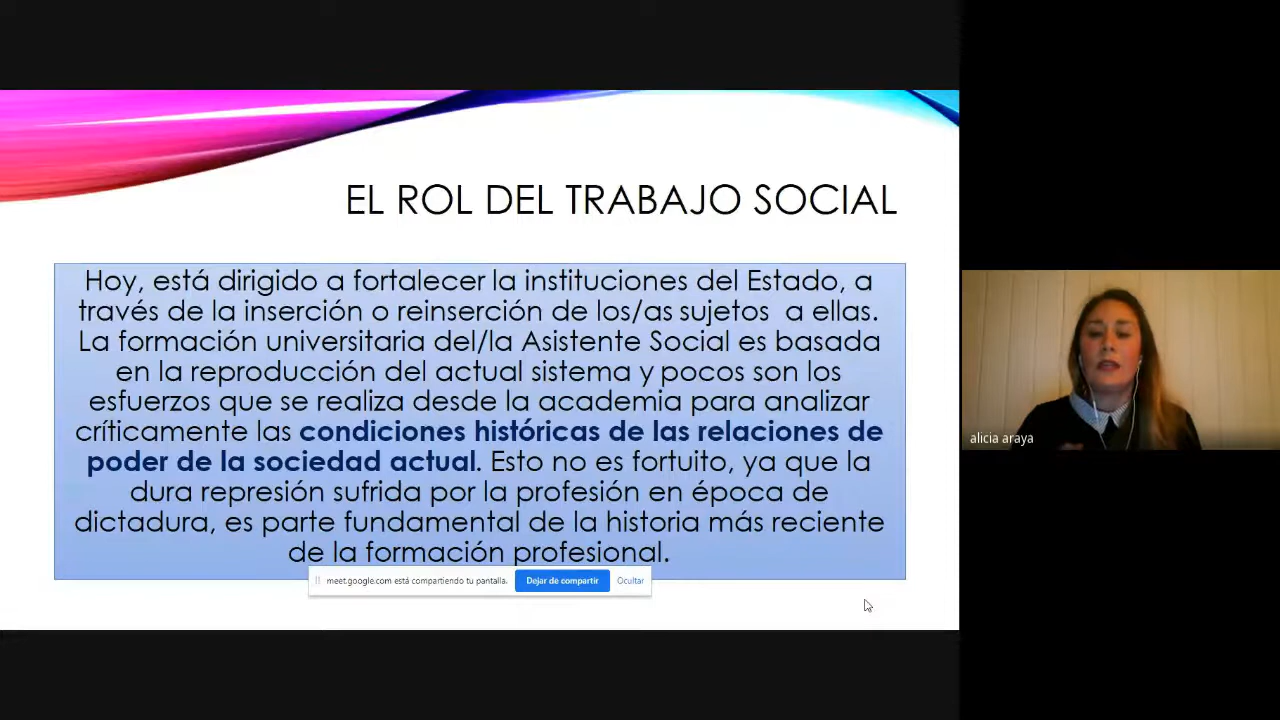 EL ROL DEL TRABAJO SOCIAL
Hoy, está dirigido a fortalecer la instituciones del Estado, a
través de la inserción o reinserción de los/as sujetos a ellas.
La formación universitaria del/la Asistente Social es basada
en la reproducción del actual sistema y pocos son los
esfuerzos que se realiza desde la academia para analizar
críticamente las condiciones históricas de las relaciones de
poder de la sociedad actual. Esto no es fortuito, ya que la
dura represión sufrida por la profesión en época de
dictadura, es parte fundamental de la historia más reciente
de la formación profesional.
meet.google.com está compartiendo tu pantalla. Dejar de compartir Ocultar
alicia araya